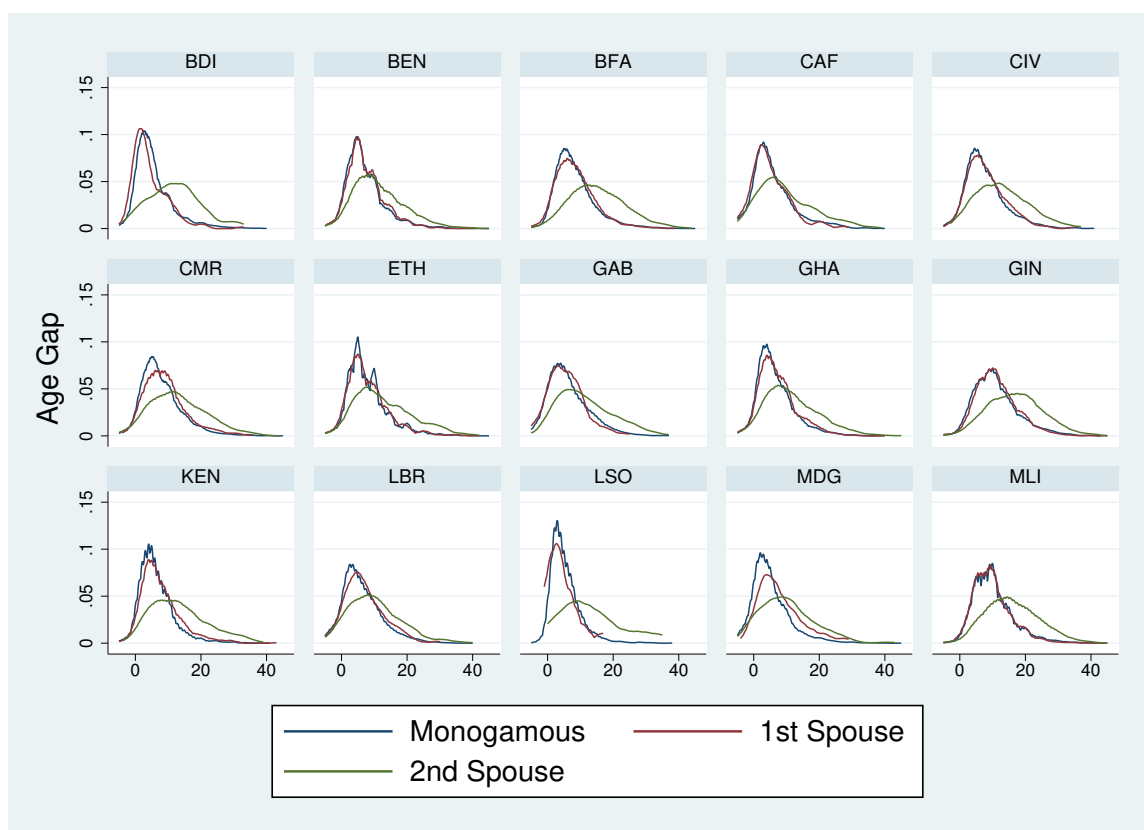 BDI BEN BFA CAF CIV
.15
.1
.05
0
CMR ETH GAB GHA GIN
.15
.1
.05
0
Age Gap
KEN LBR LSO MDG MLI
.15
.1
.05
0
0 20 40 0 20 40 0 20 40 0 20 40 0 20 40
Monogamous 1st Spouse
2nd Spouse